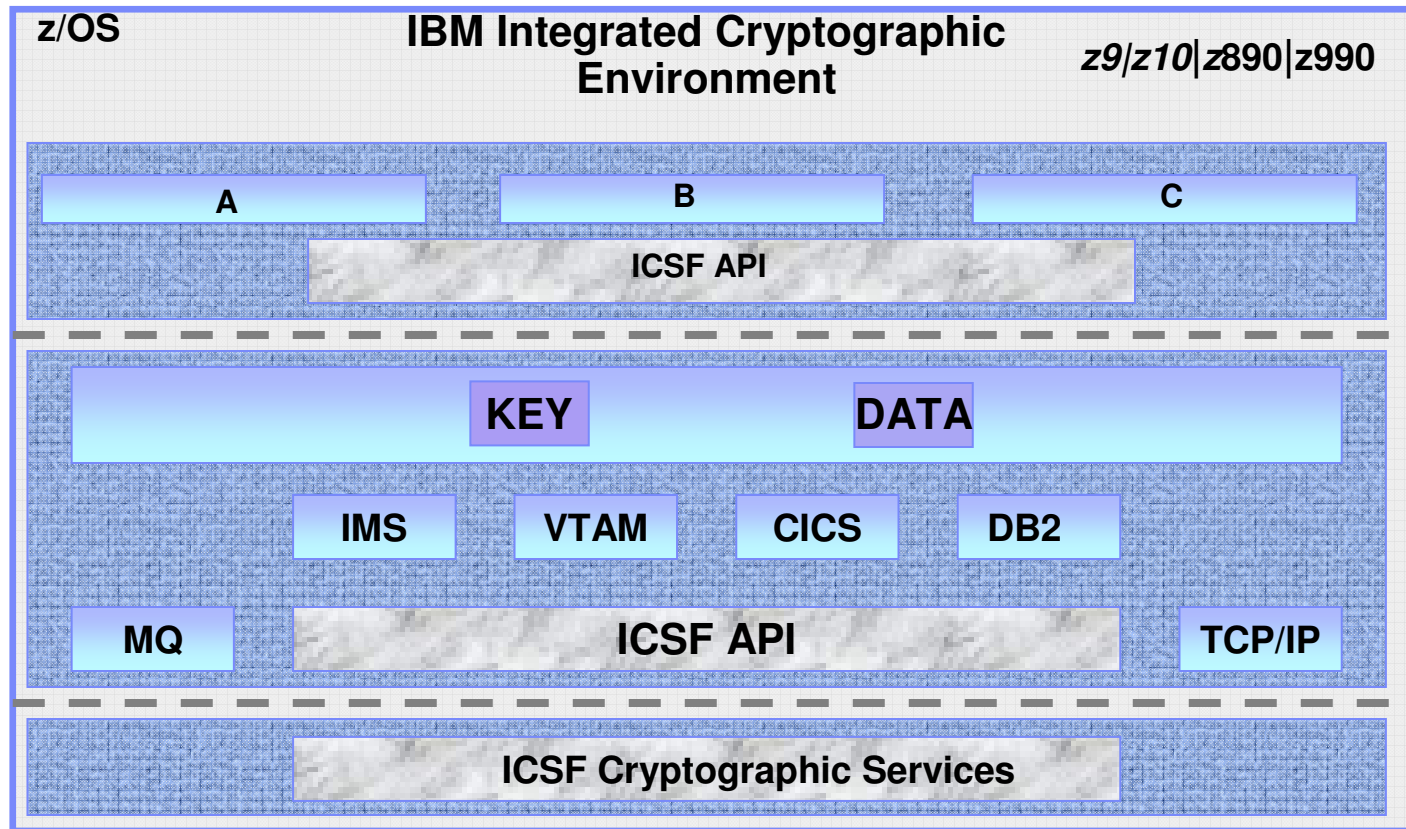 z/OS
IBM Integrated Cryptographic
Environment
z9|z10|z890|z990
A
B
C
ICSF API
KEY
DATA
IMS
VTAM
CICS
DB2
MQ
ICSF API
TCP/IP
ICSF Cryptographic Services